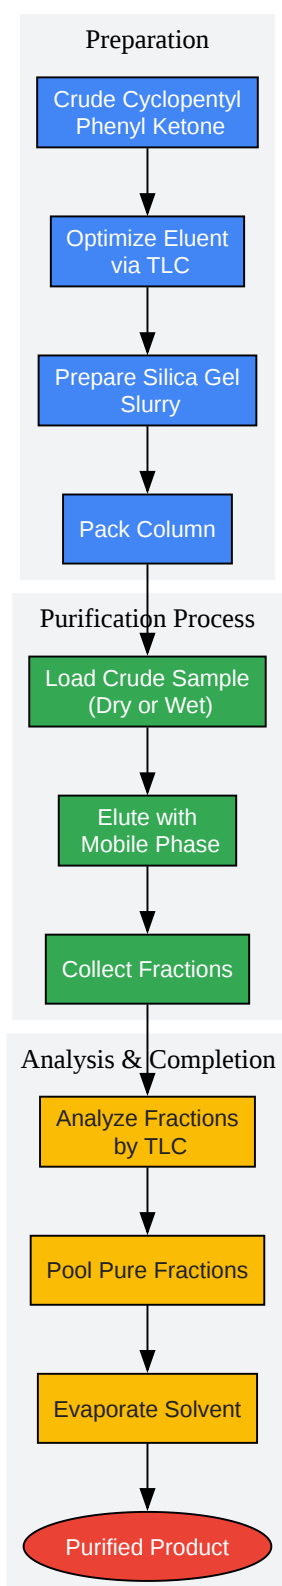 Preparation
Crude Cyclopentyl
Phenyl Ketone
Optimize Eluent
via TLC
Prepare Silica Gel
Slurry
Pack Column
Purification Process
Load Crude Sample
(Dry or Wet)
Elute with
Mobile Phase
Collect Fractions
Analysis & Completion
Analyze Fractions
by TLC
Pool Pure Fractions
Evaporate Solvent
Purified Product